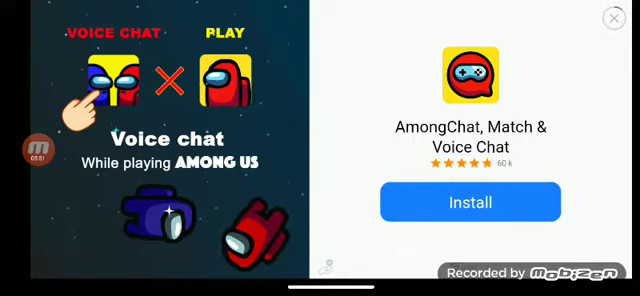 VOICE CHAT
PLAY
Voice chat
While playing AMONG US
05:51
AmongChat, Match &
Voice Chat
60 k
Install
Recorded by MOBIZEN